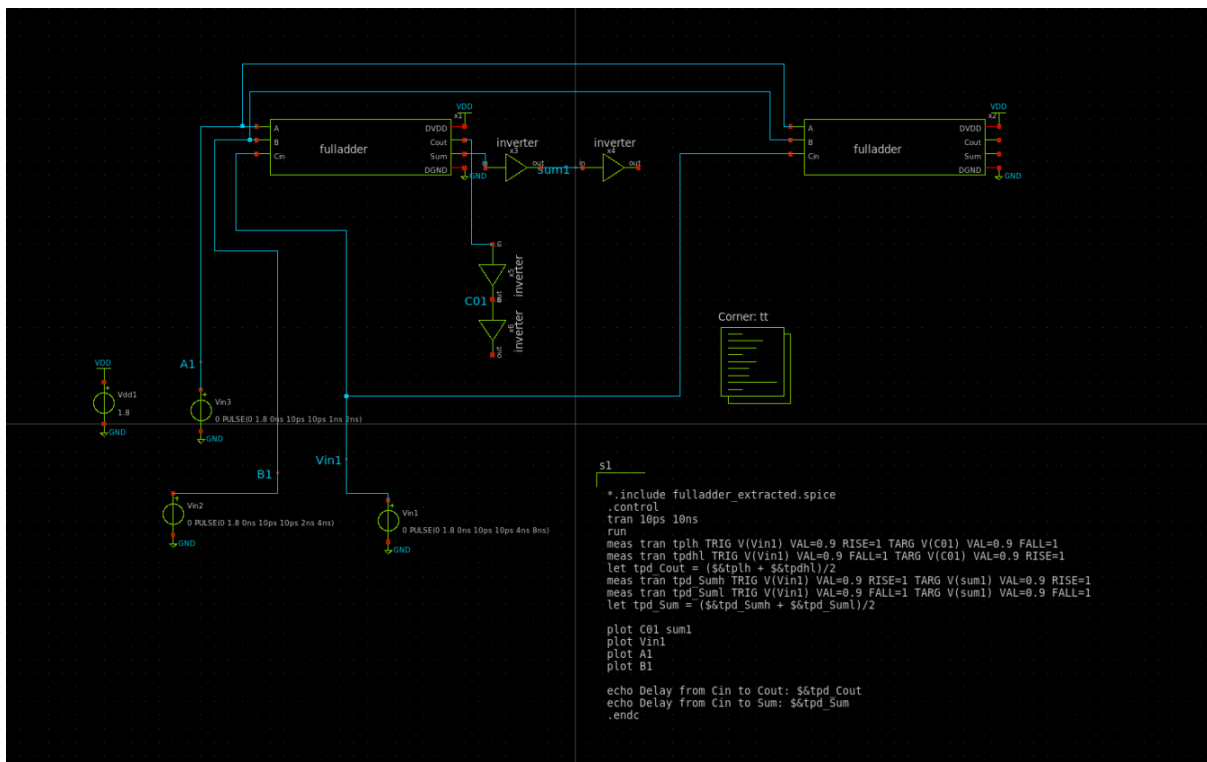 VDD
x1
A
B
Cin
fulladder
DVDD
Cout
Sum
DGND
GND
inverter
x3
in
out
sum1
inverter
x4
in
out
VDD
x2
A
B
Cin
fulladder
DVDD
Cout
Sum
DGND
GND
in
x5
inverter
out
C01
in
x6
inverter
out
Corner: tt
A1
VDD
Vdd1
1.8
GND
Vin3
0 PULSE(0 1.8 0ns 10ps 10ps 1ns 2ns)
GND
B1
Vin1
Vin2
0 PULSE(0 1.8 0ns 10ps 10ps 2ns 4ns)
GND
Vin1
0 PULSE(0 1.8 0ns 10ps 10ps 4ns 8ns)
GND
s1
*.include fulladder_extracted.spice
.control
tran 10ps 10ns
run
meas tran tplh TRIG V(Vin1) VAL=0.9 RISE=1 TARG V(C01) VAL=0.9 FALL=1
meas tran tpdhl TRIG V(Vin1) VAL=0.9 FALL=1 TARG V(C01) VAL=0.9 RISE=1
let tpd_Cout = ($&tplh + $&tpdhl)/2
meas tran tpd_Sumh TRIG V(Vin1) VAL=0.9 RISE=1 TARG V(sum1) VAL=0.9 RISE=1
meas tran tpd_Suml TRIG V(Vin1) VAL=0.9 FALL=1 TARG V(sum1) VAL=0.9 FALL=1
let tpd_Sum = ($&tpd_Sumh + $&tpd_Suml)/2
plot C01 sum1
plot Vin1
plot A1
plot B1
echo Delay from Cin to Cout: $&tpd_Cout
echo Delay from Cin to Sum: $&tpd_Sum
.endc